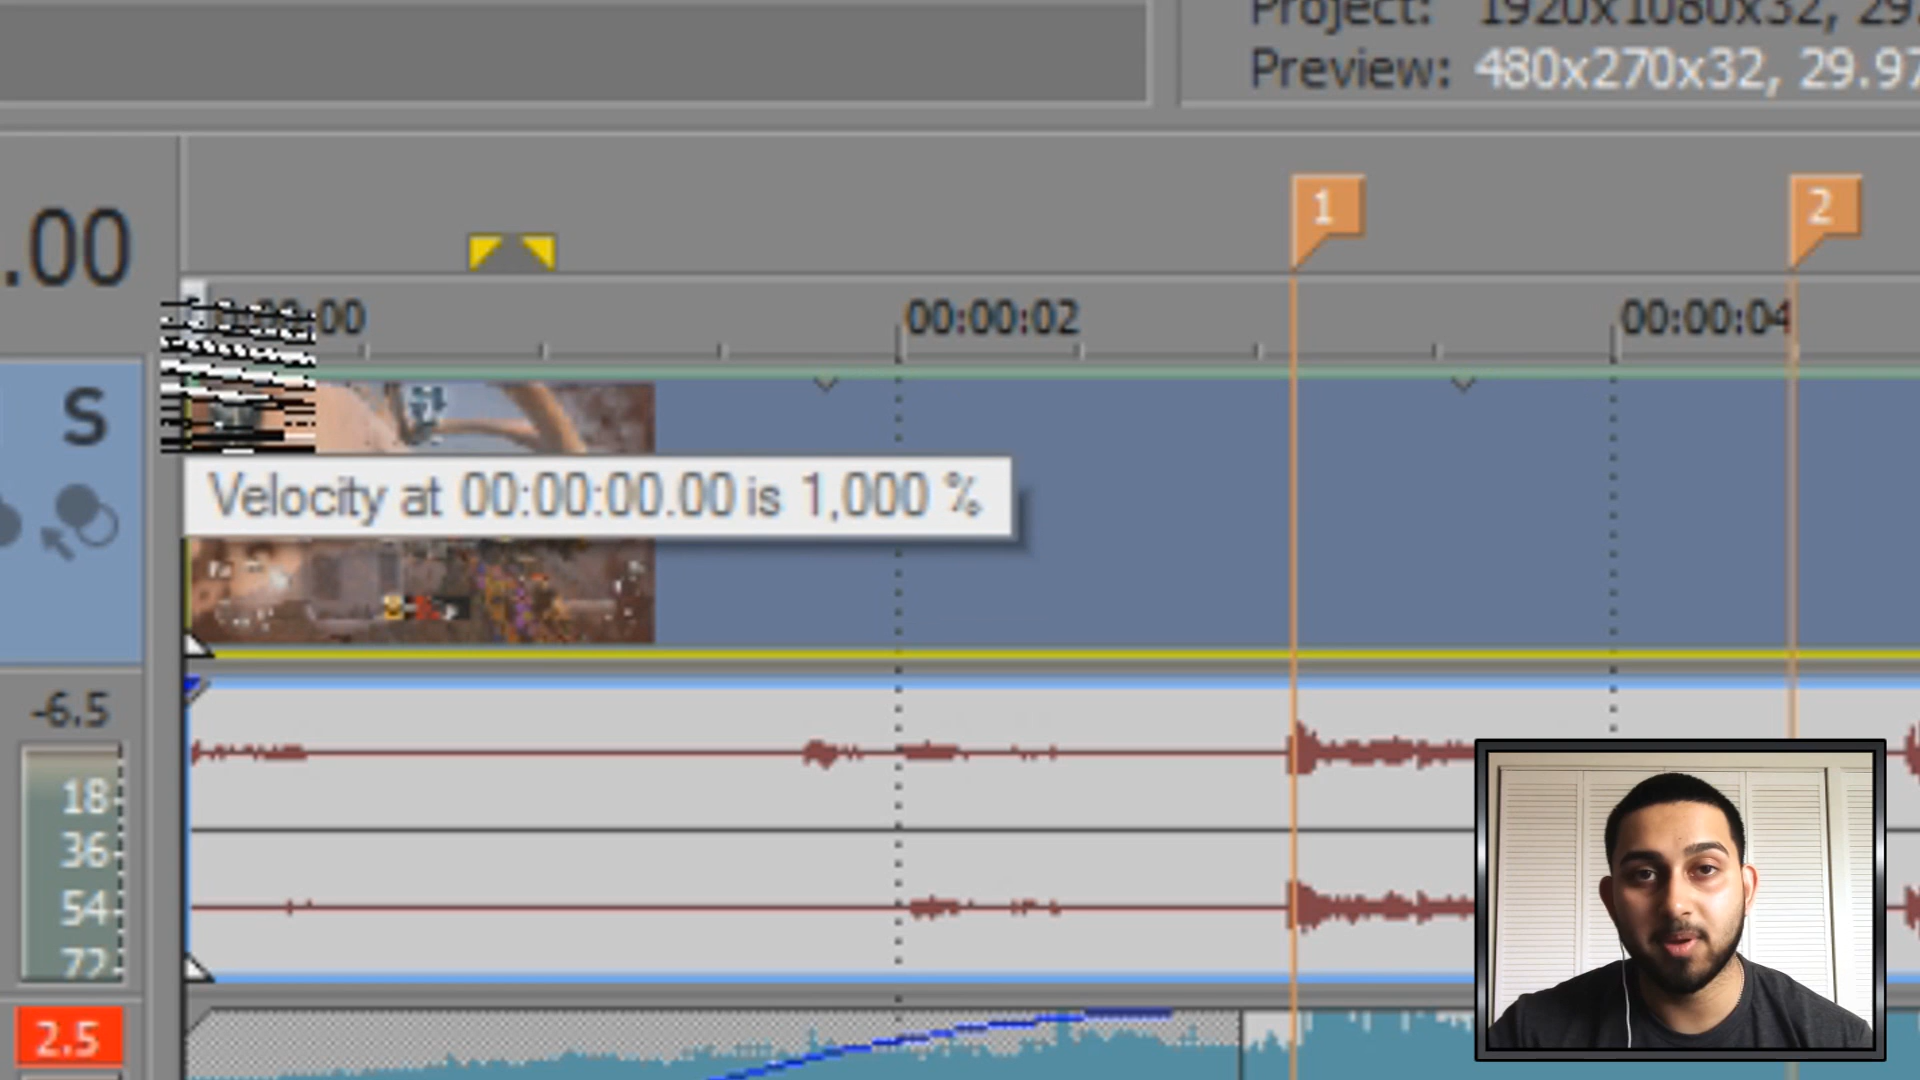 Project: 1920x1080x32, 29.
Preview: 480x270x32, 29.97
1
2
.00
00:00:02
00:00:04
S
Velocity at 00:00:00.00 is 1,000 %
-6.5
18
36
54
72
2.5